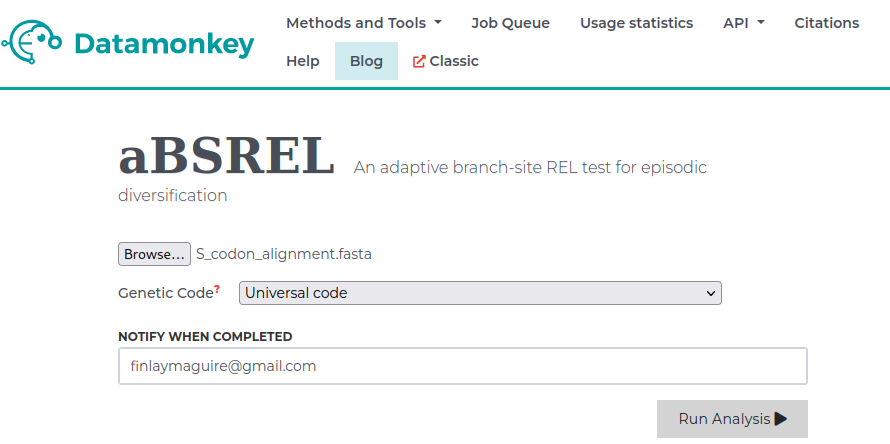 Datamonkey
Methods and Tools Job Queue Usage statistics API Citations
Help Blog Classic
aBSREL An adaptive branch-site REL test for episodic
diversification
Browse... S_codon_alignment.fasta
Genetic Code? Universal code
NOTIFY WHEN COMPLETED
finlaymaguire@gmail.com
Run Analysis